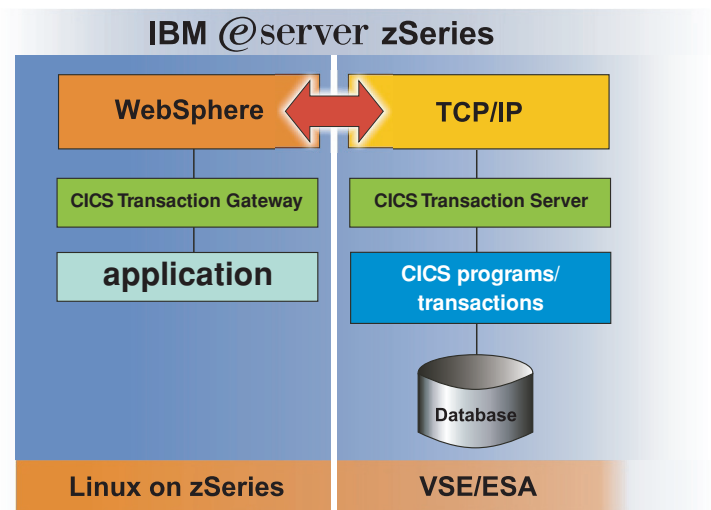 IBM @server zSeries
WebSphere
TCP/IP
CICS Transaction Gateway
CICS Transaction Server
application
CICS programs/
transactions
Database
Linux on zSeries
VSE/ESA